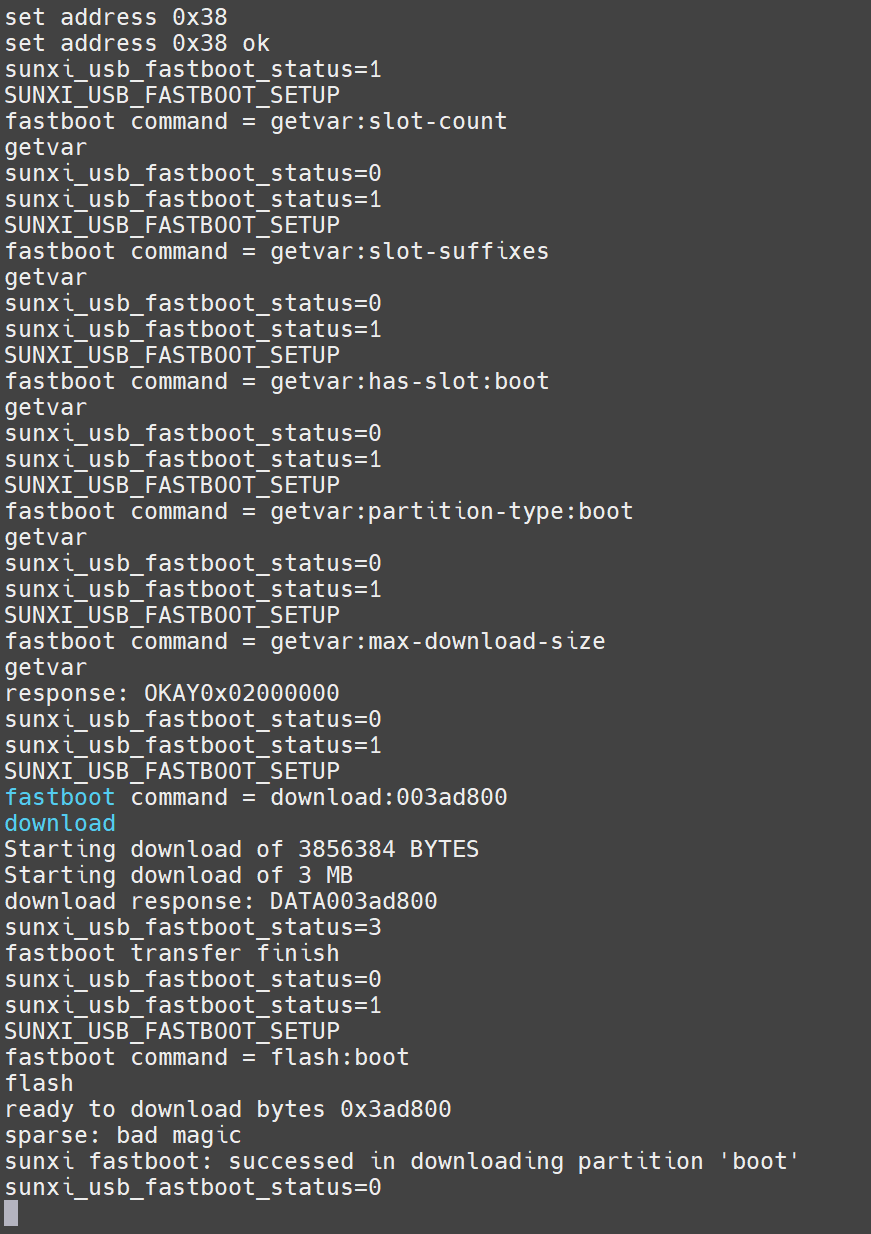 set address 0x38
set address 0x38 ok
sunxi_usb_fastboot_status=1
SUNXI_USB_FASTBOOT_SETUP
fastboot command = getvar:slot-count
getvar
sunxi_usb_fastboot_status=0
sunxi_usb_fastboot_status=1
SUNXI_USB_FASTBOOT_SETUP
fastboot command = getvar:slot-suffixes
getvar
sunxi_usb_fastboot_status=0
sunxi_usb_fastboot_status=1
SUNXI_USB_FASTBOOT_SETUP
fastboot command = getvar:has-slot:boot
getvar
sunxi_usb_fastboot_status=0
sunxi_usb_fastboot_status=1
SUNXI_USB_FASTBOOT_SETUP
fastboot command = getvar:partition-type:boot
getvar
sunxi_usb_fastboot_status=0
sunxi_usb_fastboot_status=1
SUNXI_USB_FASTBOOT_SETUP
fastboot command = getvar:max-download-size
getvar
response: OKAY0x02000000
sunxi_usb_fastboot_status=0
sunxi_usb_fastboot_status=1
SUNXI_USB_FASTBOOT_SETUP
fastboot command = download:003ad800
download
Starting download of 3856384 BYTES
Starting download of 3 MB
download response: DATA003ad800
sunxi_usb_fastboot_status=3
fastboot transfer finish
sunxi_usb_fastboot_status=0
sunxi_usb_fastboot_status=1
SUNXI_USB_FASTBOOT_SETUP
fastboot command = flash:boot
flash
ready to download bytes 0x3ad800
sparse: bad magic
sunxi fastboot: successed in downloading partition 'boot'
sunxi_usb_fastboot_status=0